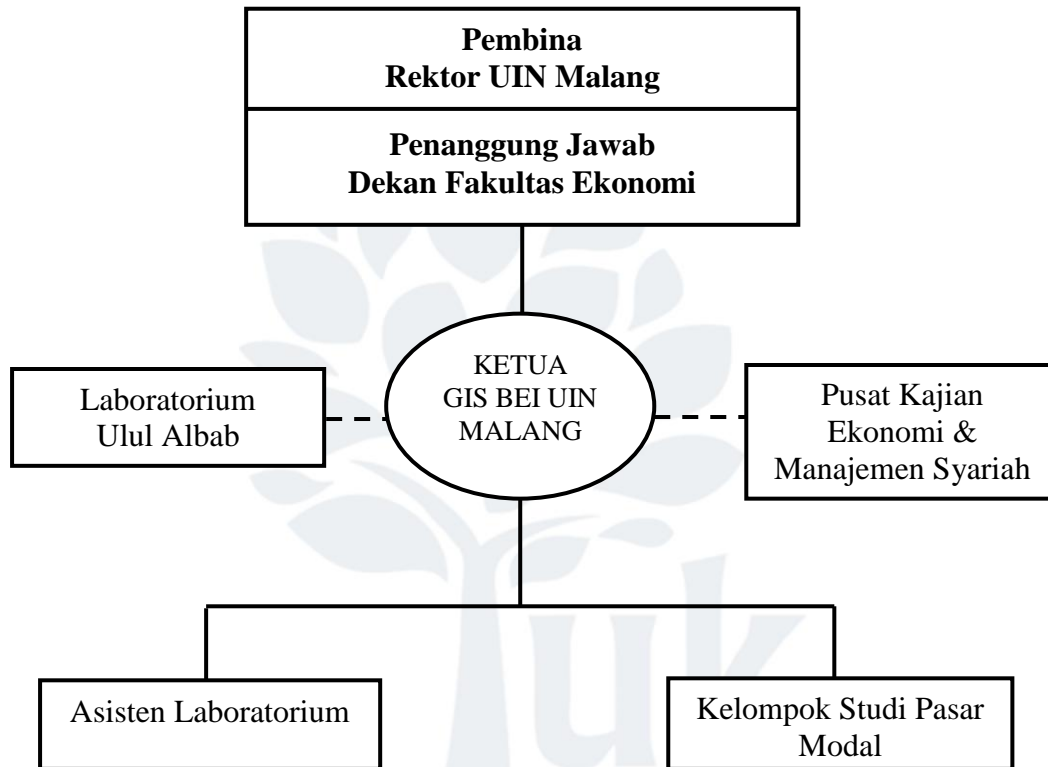 Pembina
Rektor UIN Malang
Penanggung Jawab
Dekan Fakultas Ekonomi
KETUA
GIS BEI UIN
MALANG
Laboratorium
Ulul Albab
Pusat Kajian
Ekonomi &
Manajemen Syariah
Asisten Laboratorium
Kelompok Studi Pasar
Modal
uk